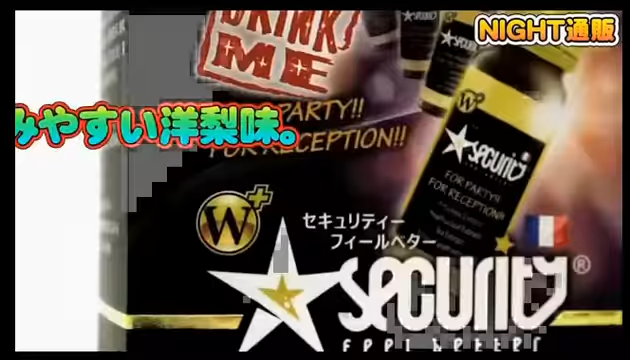 NIGHT通販
DRINK
ME
みやすい洋梨味。
PARTY!!
FOR RECEPTION!!
W+
SECURITY
FOR PARTY!!
FOR RECEPTION!!
W+
セキュリティー
フィールベター
SECURITY®